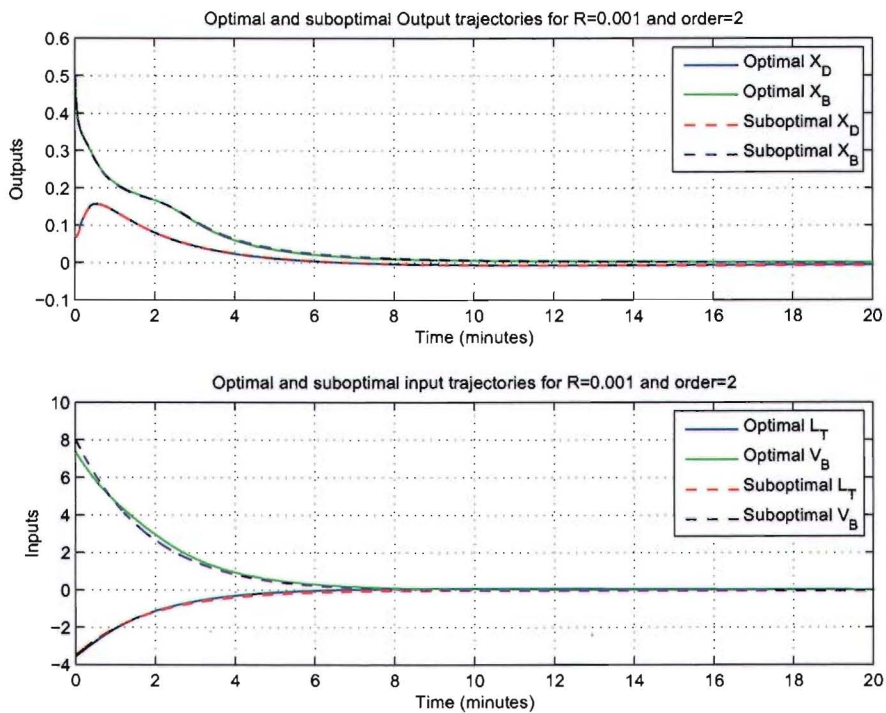 Optimal and suboptimal Output trajectories for R=0.001 and order=2
0.6
0.5
0.4
0.3
0.2
0.1
0
−0.1
Outputs
Optimal X_D
Optimal X_B
Suboptimal X_D
Suboptimal X_B
0 2 4 6 8 10 12 14 16 18 20
Time (minutes)
Optimal and suboptimal input trajectories for R=0.001 and order=2
10
8
6
4
2
0
−2
−4
Inputs
Optimal L_T
Optimal V_B
Suboptimal L_T
Suboptimal V_B
0 2 4 6 8 10 12 14 16 18 20
Time (minutes)